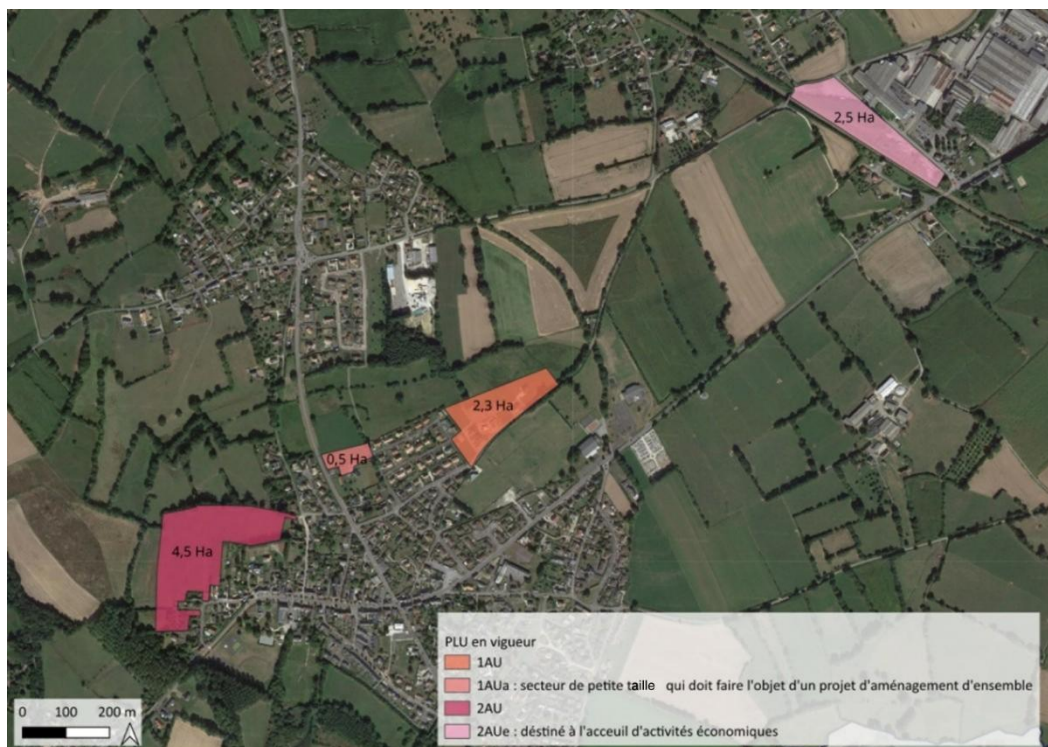 2,5 Ha
2,3 Ha
0,5 Ha
4,5 Ha
PLU en vigueur
1AU
1AUa : secteur de petite taille qui doit faire l'objet d'un projet d'aménagement d'ensemble
2AU
2AUe : déstiné à l'acceuil d'activités économiques
0 100 200 m